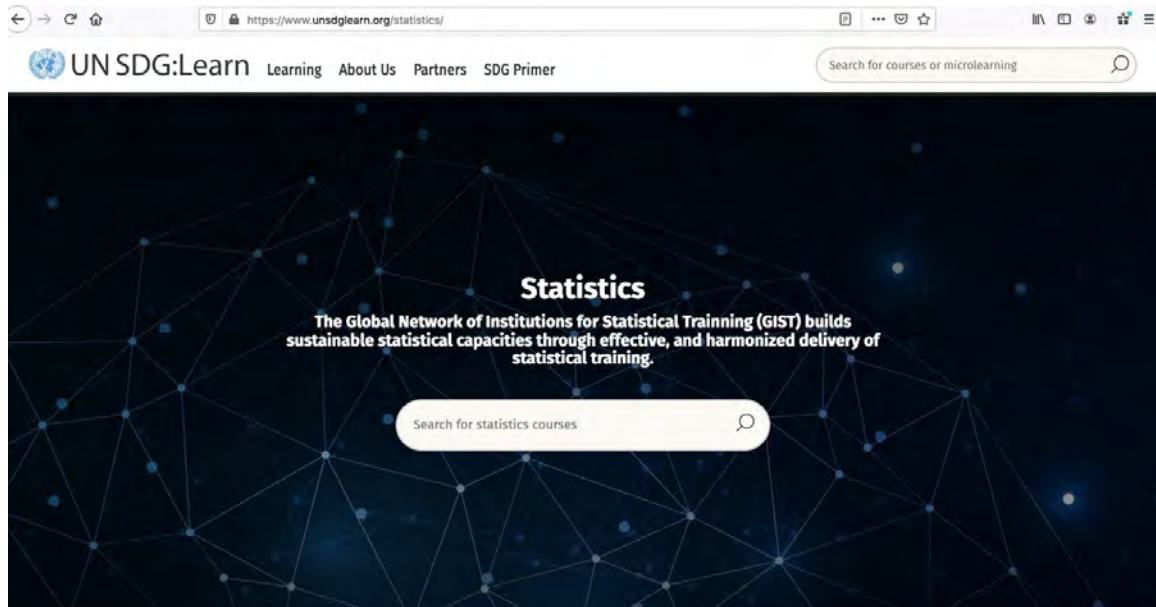 https://www.unsdglearn.org/statistics/
UN SDG:Learn Learning About Us Partners SDG Primer Search for courses or microlearning
Statistics
The Global Network of Institutions for Statistical Trainning (GIST) builds
sustainable statistical capacities through effective, and harmonized delivery of
statistical training.
Search for statistics courses